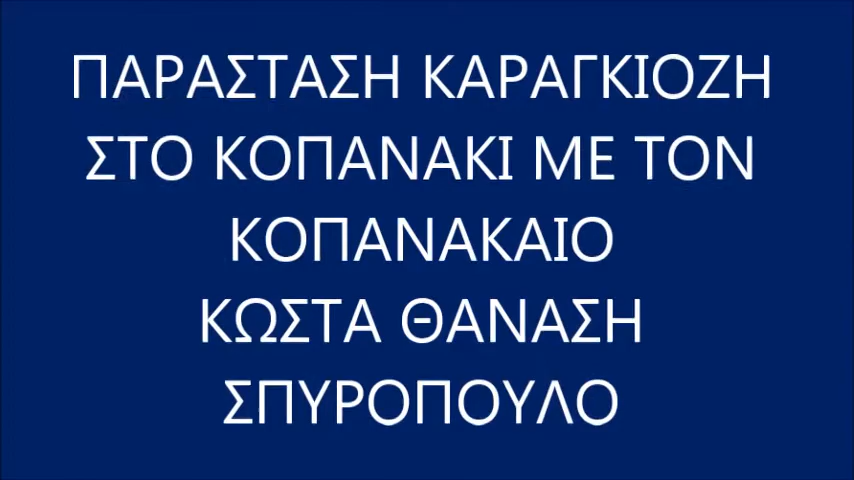 ΠΑΡΑΣΤΑΣΗ ΚΑΡΑΓΚΙΟΖΗ
ΣΤΟ ΚΟΠΑΝΑΚΙ ΜΕ ΤΟΝ
ΚΟΠΑΝΑΚΑΙΟ
ΚΩΣΤΑ ΘΑΝΑΣΗ
ΣΠΥΡΟΠΟΥΛΟ